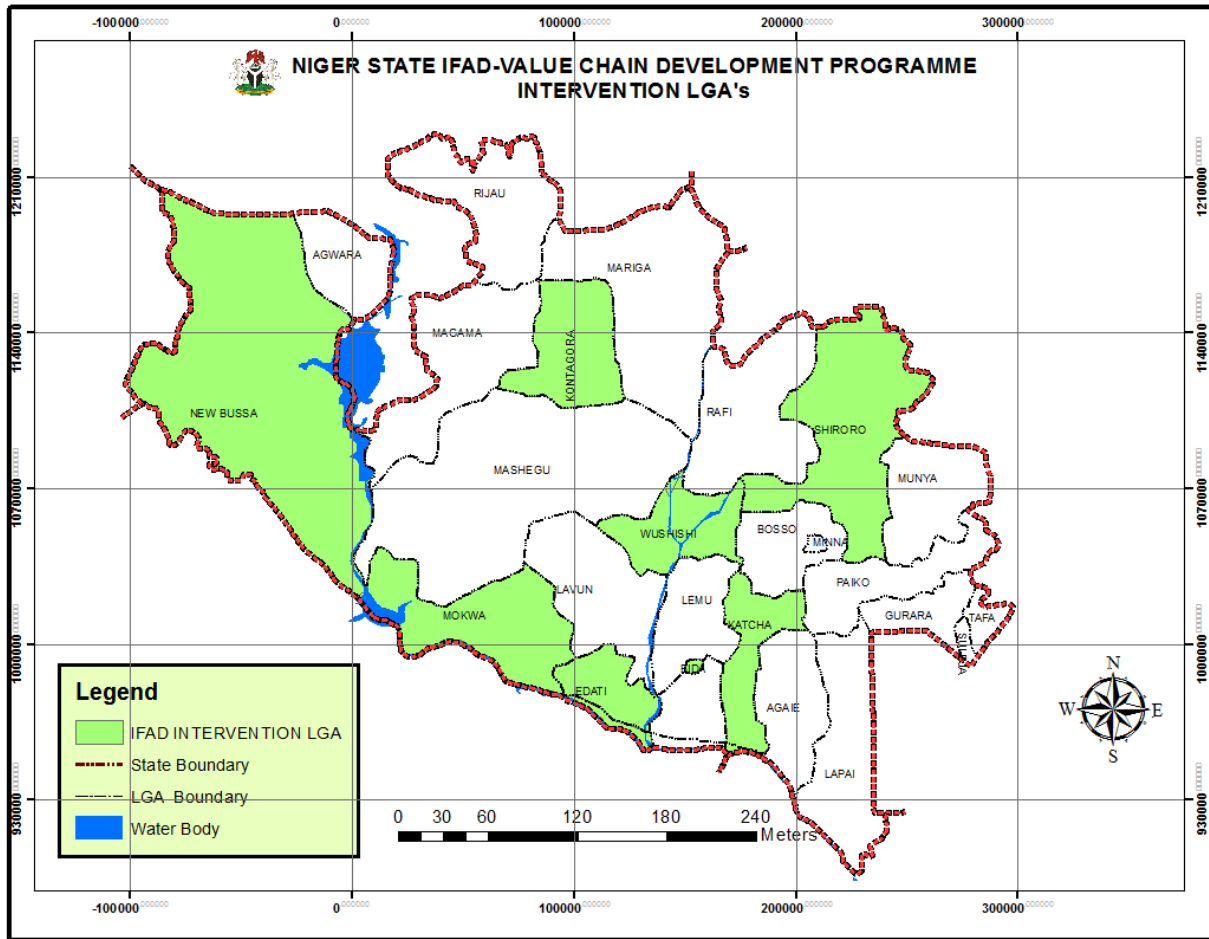 -100000 0 100000 200000 300000
NIGER STATE IFAD-VALUE CHAIN DEVELOPMENT PROGRAMME
INTERVENTION LGA's
1210000 1210000
RIJAU
AGWARA
MARIGA
1140000 1140000
MAGAMA
KONTAGORA
NEW BUSSA
RAFI
SHIRORO
MASHEGU
MUNYA
1070000 1070000
WUSHISHI
BOSSO
MINNA
PAIKO
LAVUN
LEMU
MOKWA
KATCHA
GURARA
TAFA
1000000 1000000
EDATI
AGAIE
LAPAI
Legend
IFAD INTERVENTION LGA
State Boundary
LGA Boundary
Water Body
N
W E
S
930000 930000
0 30 60 120 180 240
Meters
-100000 0 100000 200000 300000